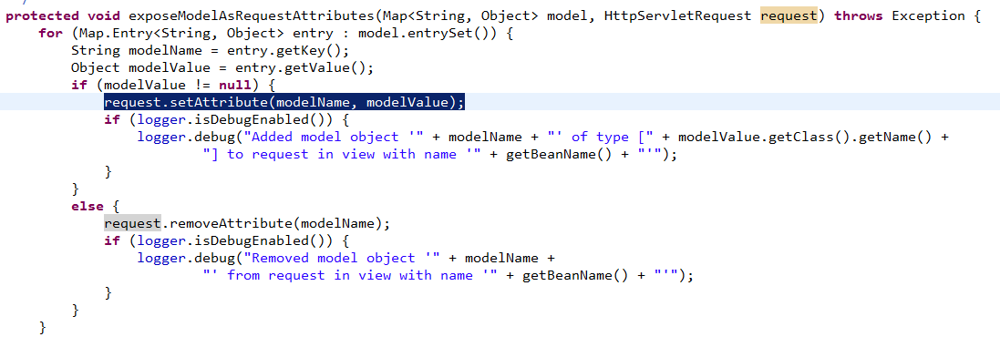 protected void exposeModelAsRequestAttributes(Map<String, Object> model, HttpServletRequest request) throws Exception {
for (Map.Entry<String, Object> entry : model.entrySet()) {
String modelName = entry.getKey();
Object modelValue = entry.getValue();
if (modelValue != null) {
request.setAttribute(modelName, modelValue);
if (logger.isDebugEnabled()) {
logger.debug("Added model object '" + modelName + "' of type [" + modelValue.getClass().getName() +
"] to request in view with name '" + getBeanName() + "'");
}
}
else {
request.removeAttribute(modelName);
if (logger.isDebugEnabled()) {
logger.debug("Removed model object '" + modelName +
"' from request in view with name '" + getBeanName() + "'");
}
}
}